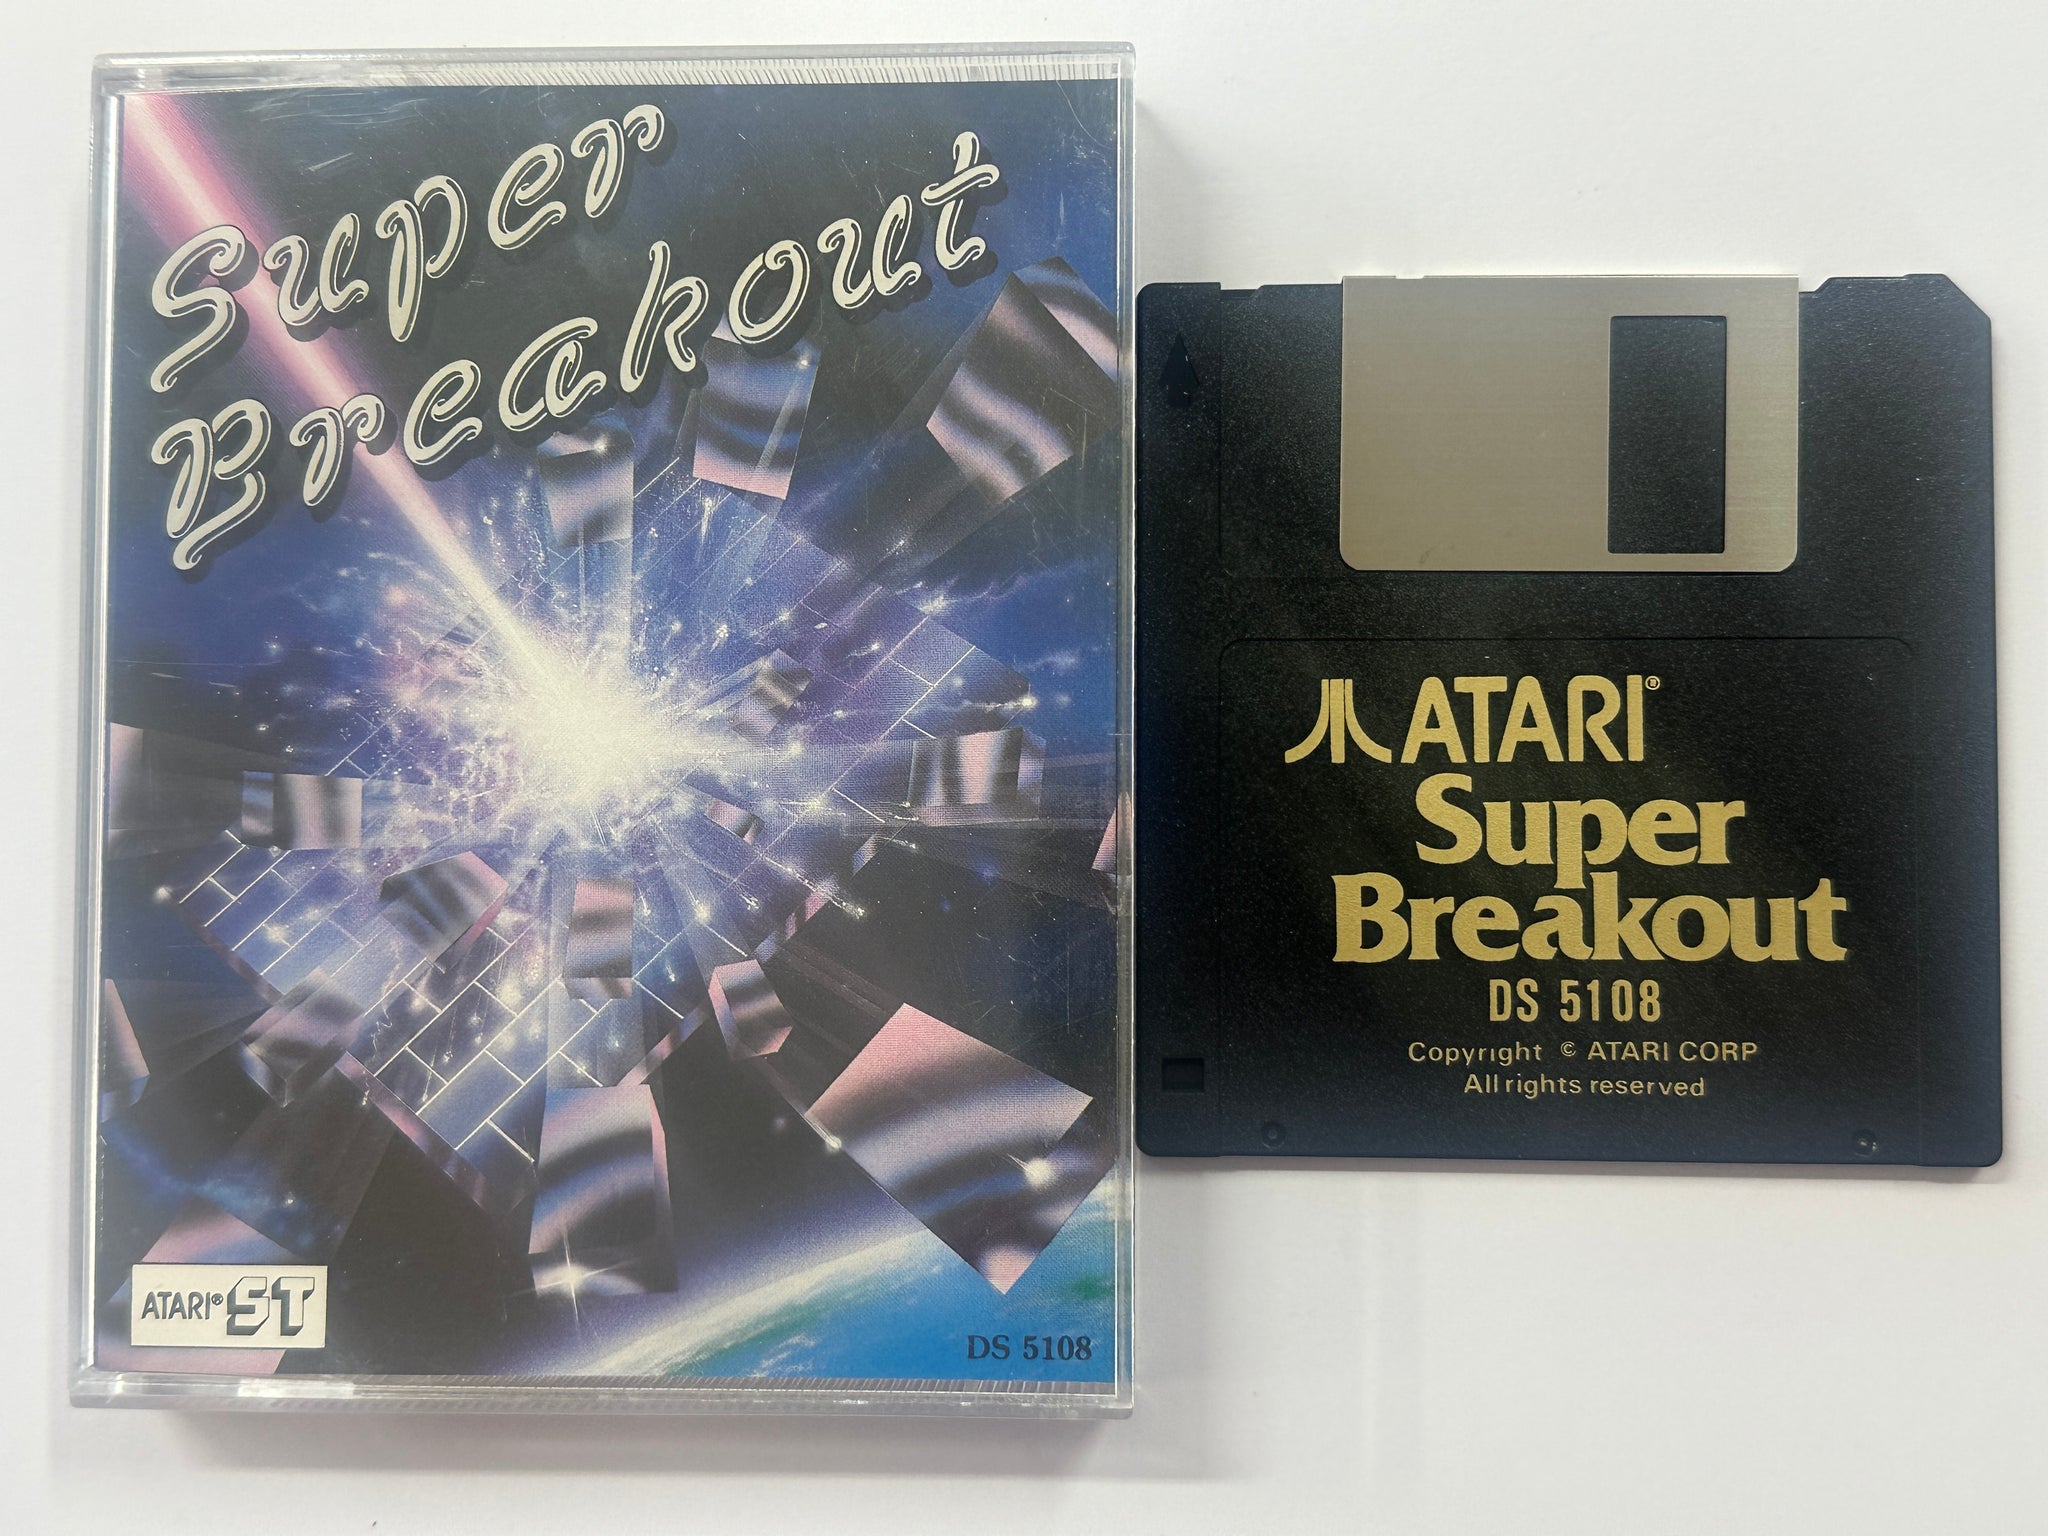 Super
Breakout
ATARI® ST
DS 5108
ATARI®
Super
Breakout
DS 5108
Copyright © ATARI CORP
All rights reserved